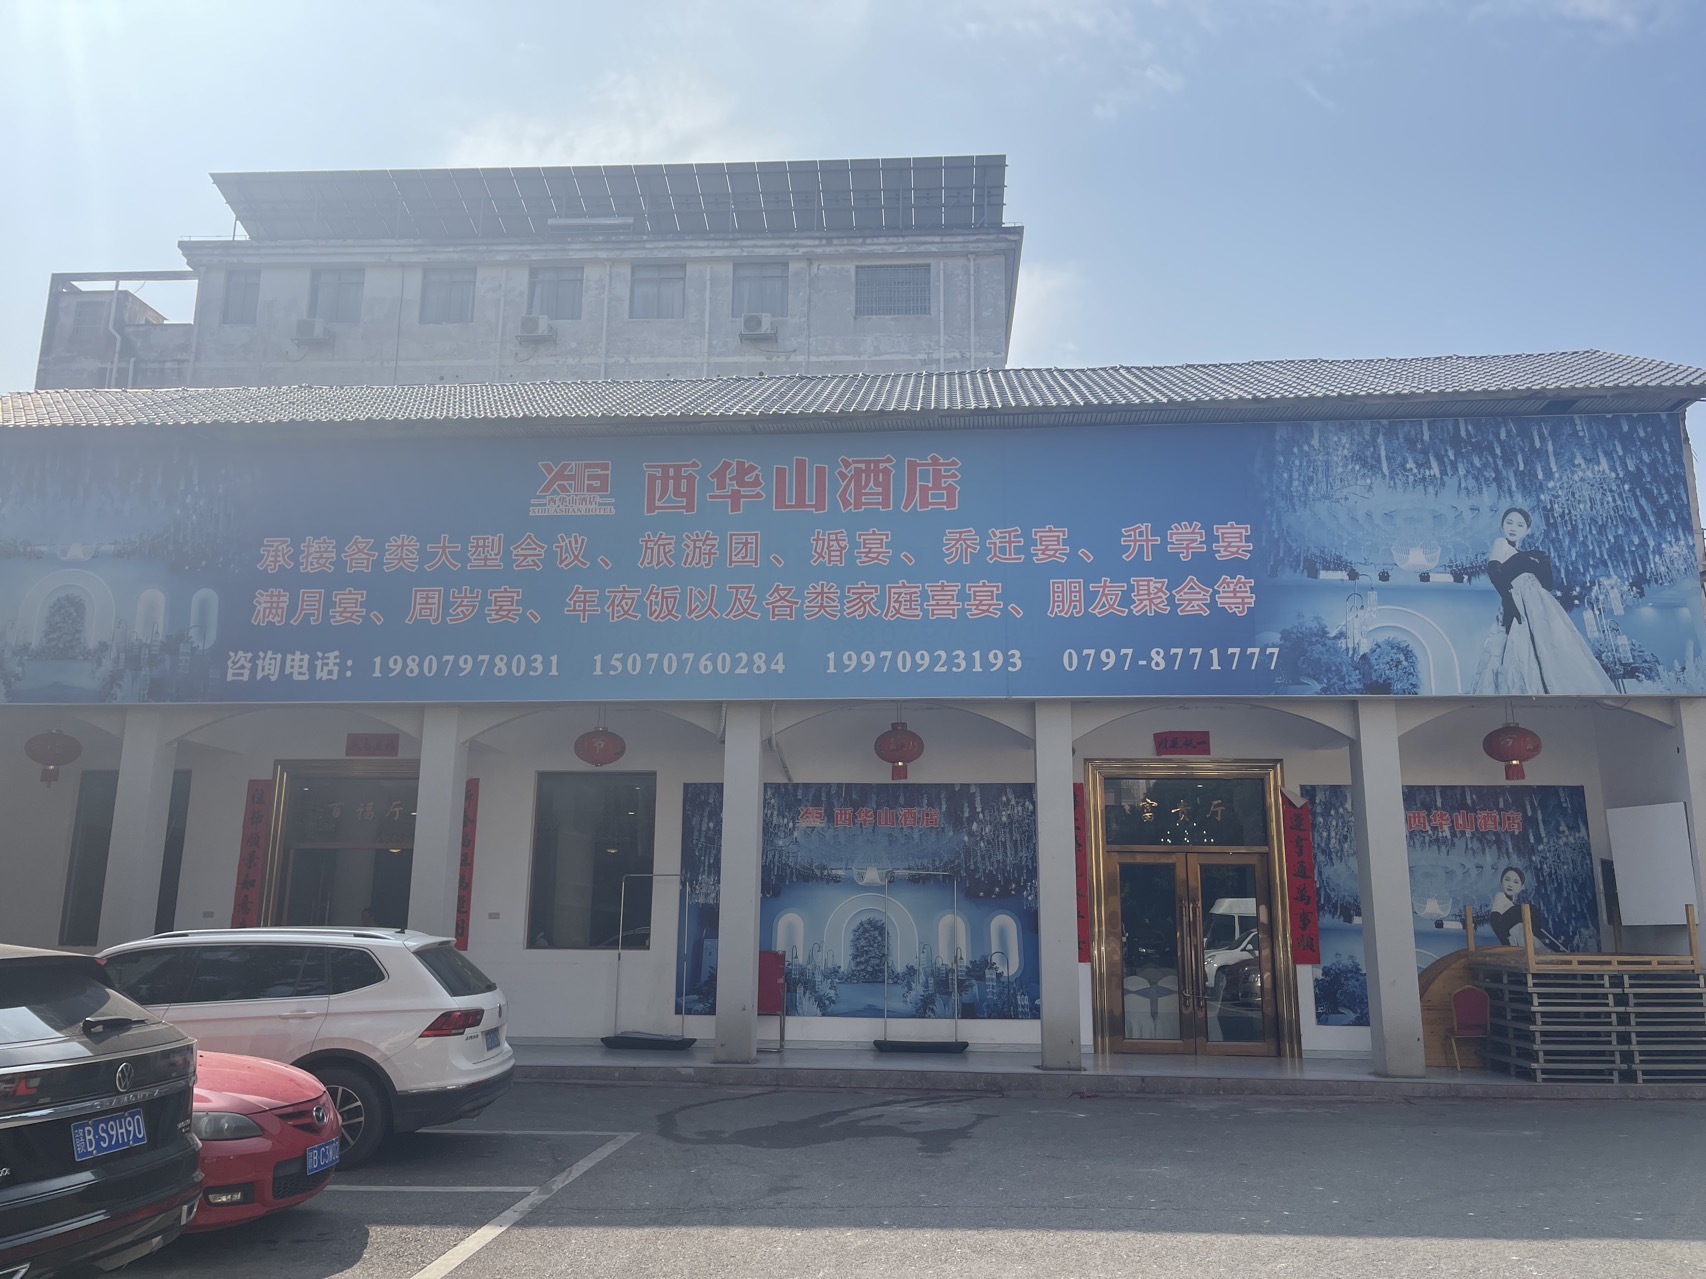 XHS 西华山酒店
西华山酒店
XIHUASHAN HOTEL
承接各类大型会议、旅游团、婚宴、乔迁宴、升学宴
满月宴、周岁宴、年夜饭以及各类家庭喜宴、朋友聚会等
咨询电话：19807978031 15070760284 19970923193 0797-8771777
百福厅
富贵厅
西华山酒店
西华山酒店
B·S9H90